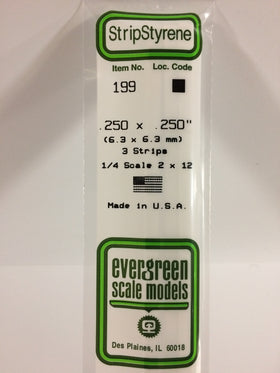 StripStyrene
Item No. Loc. Code
199
.250 x .250"
(6.3 x 6.3 mm)
3 Strips
1/4 Scale 2 x 12
Made in U.S.A.
evergreen
scale models
Des Plaines, IL 60018